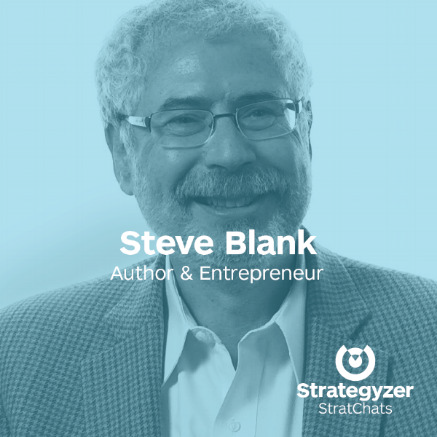 Steve Blank
Author & Entrepreneur
Strategyzer
StratChats